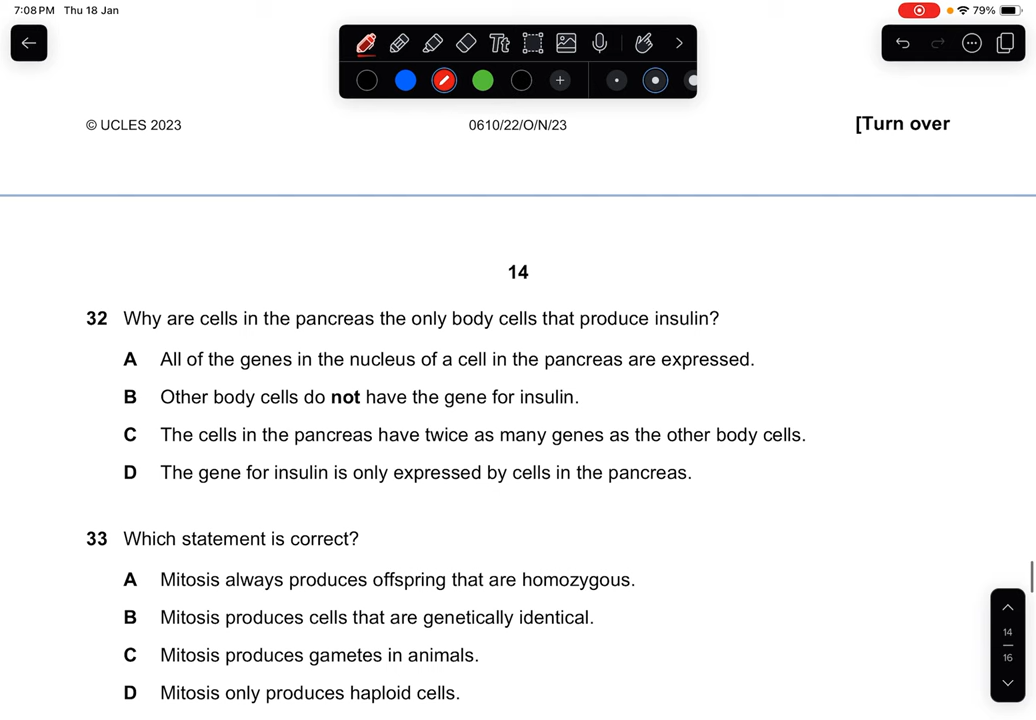 7:08 PM Thu 18 Jan
79%
Tt
© UCLES 2023
0610/22/O/N/23
[Turn over
14
32 Why are cells in the pancreas the only body cells that produce insulin?
A All of the genes in the nucleus of a cell in the pancreas are expressed.
B Other body cells do not have the gene for insulin.
C The cells in the pancreas have twice as many genes as the other body cells.
D The gene for insulin is only expressed by cells in the pancreas.
33 Which statement is correct?
A Mitosis always produces offspring that are homozygous.
B Mitosis produces cells that are genetically identical.
C Mitosis produces gametes in animals.
D Mitosis only produces haploid cells.
14
16